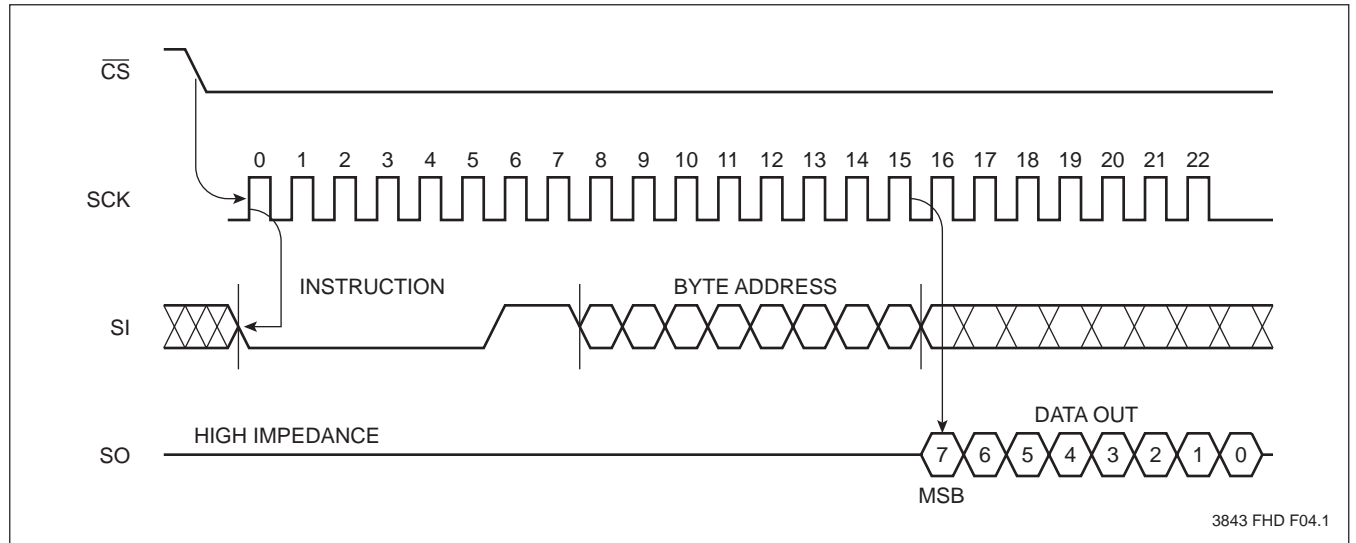 CS
0 1 2 3 4 5 6 7 8 9 10 11 12 13 14 15 16 17 18 19 20 21 22
SCK
INSTRUCTION BYTE ADDRESS
SI
DATA OUT
HIGH IMPEDANCE
SO 7 6 5 4 3 2 1 0
MSB
3843 FHD F04.1